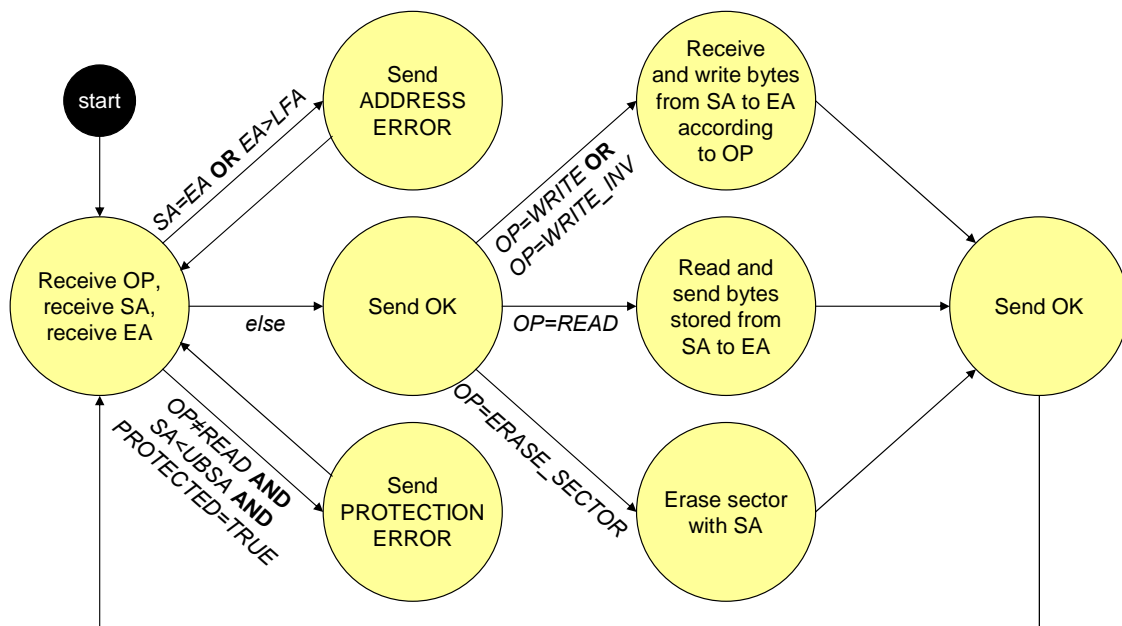 start
Send
ADDRESS
ERROR
Receive
and write bytes
from SA to EA
according
to OP
SA=EA OR EA>LFA
OP=WRITE OR
OP=WRITE_INV
Receive OP,
receive SA,
receive EA
else
Send OK
OP=READ
Read and
send bytes
stored from
SA to EA
Send OK
OP≠READ AND
SA<UBSA AND
PROTECTED=TRUE
Send
PROTECTION
ERROR
OP=ERASE_SECTOR
Erase sector
with SA